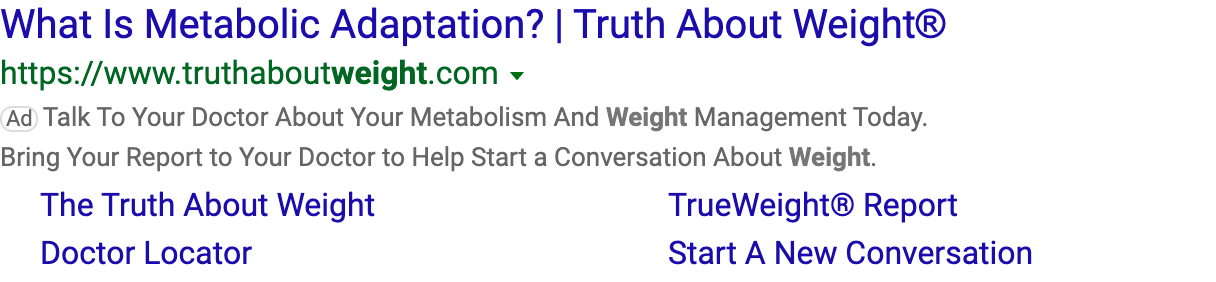 What Is Metabolic Adaptation? | Truth About Weight®
https://www.truthaboutweight.com
Ad Talk To Your Doctor About Your Metabolism And Weight Management Today.
Bring Your Report to Your Doctor to Help Start a Conversation About Weight.
The Truth About Weight TrueWeight® Report
Doctor Locator Start A New Conversation